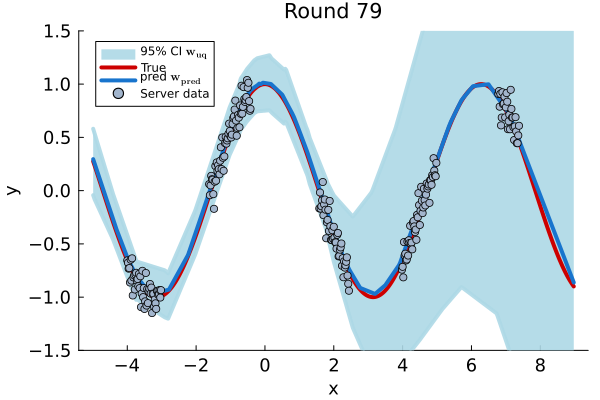 Round 79
95% CI w_uq
True
pred w_pred
Server data
y
1.5
1.0
0.5
0.0
−0.5
−1.0
−1.5
−4 −2 0 2 4 6 8
x